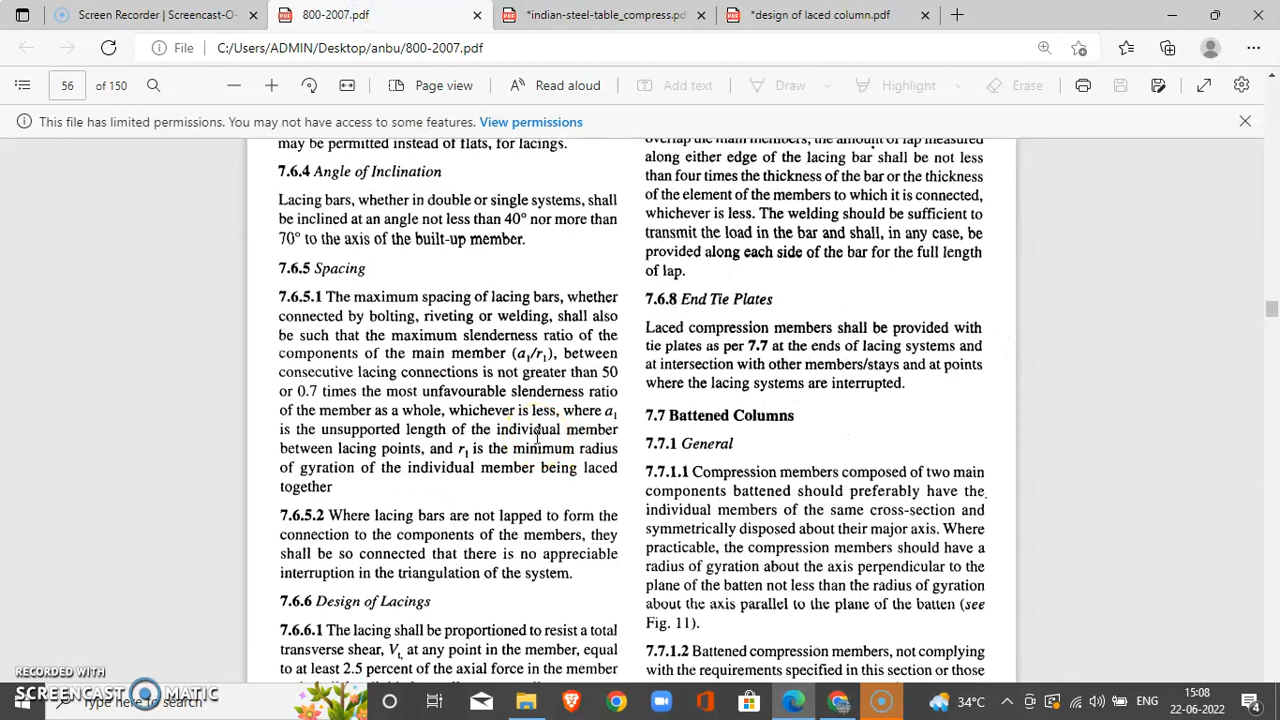 Screen Recorder | Screencast-O-
800-2007.pdf
*indian-steel-table_compress.pd
*design of laced column.pdf
File
C:/Users/ADMIN/Desktop/anbu/800-2007.pdf
56 of 150
Page view
Read aloud
Add text
Draw
Highlight
Erase
This file has limited permissions. You may not have access to some features. View permissions
may be permitted instead of flats, for lacings.
7.6.4 Angle of Inclination
Lacing bars, whether in double or single systems, shall
be inclined at an angle not less than 40° nor more than
70° to the axis of the built-up member.
7.6.5 Spacing
7.6.5.1 The maximum spacing of lacing bars, whether
connected by bolting, riveting or welding, shall also
be such that the maximum slenderness ratio of the
components of the main member (a₁/r₁), between
consecutive lacing connections is not greater than 50
or 0.7 times the most unfavourable slenderness ratio
of the member as a whole, whichever is less, where a₁
is the unsupported length of the individual member
between lacing points, and r₁ is the minimum radius
of gyration of the individual member being laced
together
7.6.5.2 Where lacing bars are not lapped to form the
connection to the components of the members, they
shall be so connected that there is no appreciable
interruption in the triangulation of the system.
7.6.6 Design of Lacings
7.6.6.1 The lacing shall be proportioned to resist a total
transverse shear, Vₜ, at any point in the member, equal
to at least 2.5 percent of the axial force in the member
overlap the main members, the amount of lap measured
along either edge of the lacing bar shall be not less
than four times the thickness of the bar or the thickness
of the element of the members to which it is connected,
whichever is less. The welding should be sufficient to
transmit the load in the bar and shall, in any case, be
provided along each side of the bar for the full length
of lap.
7.6.8 End Tie Plates
Laced compression members shall be provided with
tie plates as per 7.7 at the ends of lacing systems and
at intersection with other members/stays and at points
where the lacing systems are interrupted.
7.7 Battened Columns
7.7.1 General
7.7.1.1 Compression members composed of two main
components battened should preferably have the
individual members of the same cross-section and
symmetrically disposed about their major axis. Where
practicable, the compression members should have a
radius of gyration about the axis perpendicular to the
plane of the batten not less than the radius of gyration
about the axis parallel to the plane of the batten (see
Fig. 11).
7.7.1.2 Battened compression members, not complying
with the requirements specified in this section or those
RECORDED WITH
SCREENCAST MATIC
Type here to search
34°C
ENG
15:08
22-06-2022
4